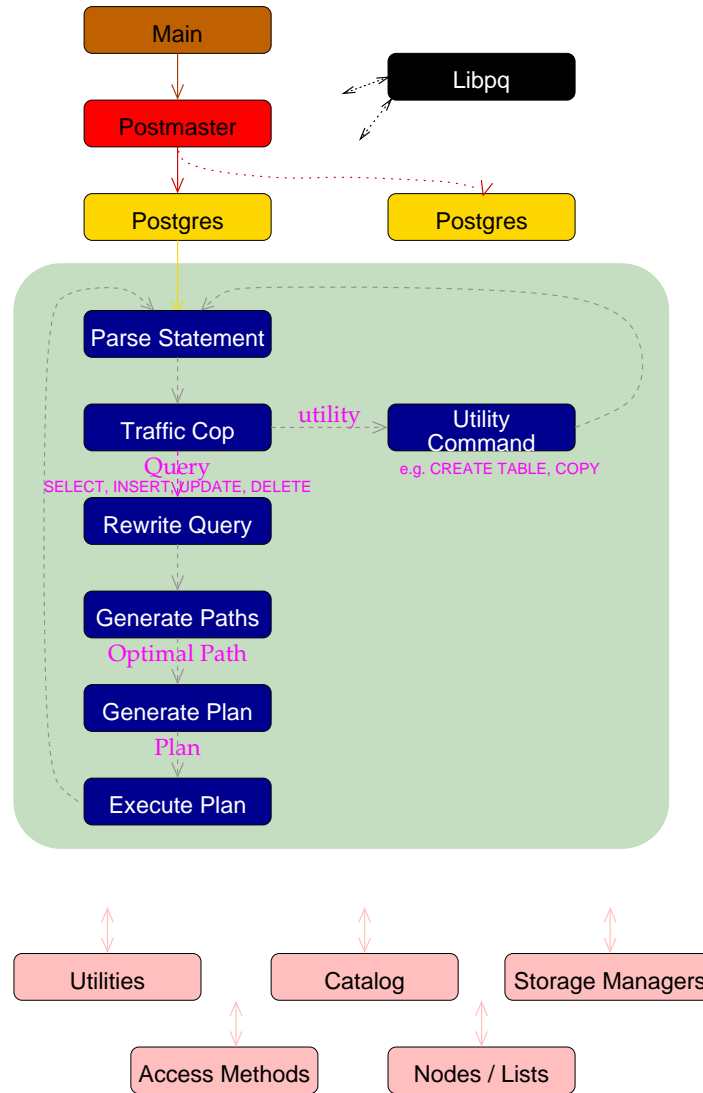 Main
Libpq
Postmaster
Postgres
Postgres
Parse Statement
utility
Traffic Cop
Utility
Command
Query
SELECT, INSERT, UPDATE, DELETE
e.g. CREATE TABLE, COPY
Rewrite Query
Generate Paths
Optimal Path
Generate Plan
Plan
Execute Plan
Utilities
Catalog
Storage Managers
Access Methods
Nodes / Lists